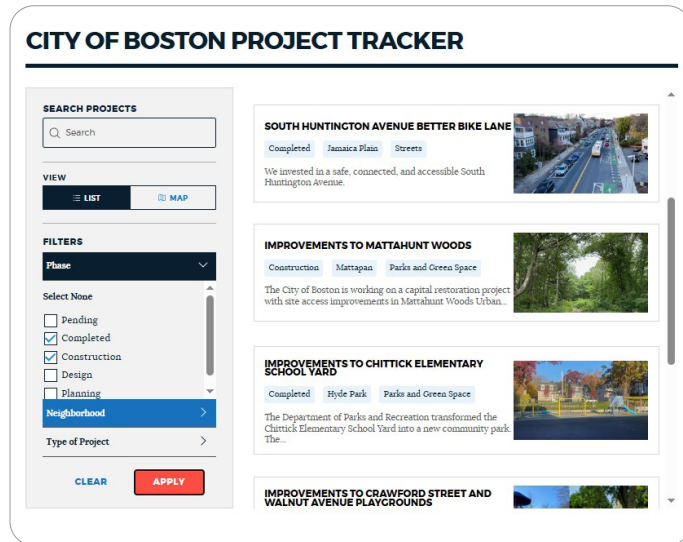 CITY OF BOSTON PROJECT TRACKER
SEARCH PROJECTS
Search
VIEW
LIST
MAP
FILTERS
Phase
Select None
Pending
Completed
Construction
Design
Planning
Neighborhood
Type of Project
CLEAR
APPLY
SOUTH HUNTINGTON AVENUE BETTER BIKE LANE
Completed Jamaica Plain Streets
We invested in a safe, connected, and accessible South
Huntington Avenue.
IMPROVEMENTS TO MATTAHUNT WOODS
Construction Mattapan Parks and Green Space
The City of Boston is working on a capital restoration project
with site access improvements in Mattahunt Woods Urban...
IMPROVEMENTS TO CHITTICK ELEMENTARY
SCHOOL YARD
Completed Hyde Park Parks and Green Space
The Department of Parks and Recreation transformed the
Chittick Elementary School Yard into a new community park.
The...
IMPROVEMENTS TO CRAWFORD STREET AND
WALNUT AVENUE PLAYGROUNDS